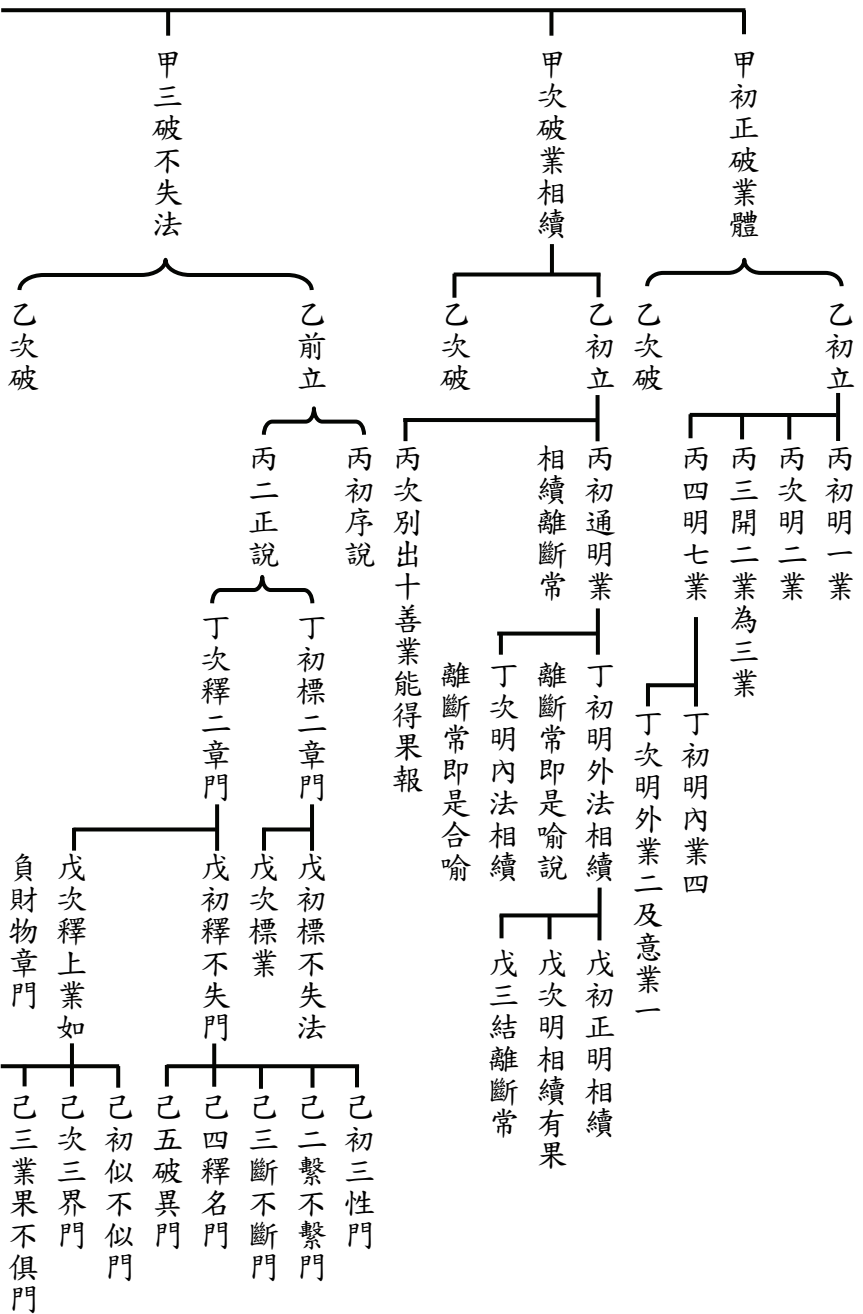 甲初正破業體
乙初立
丙初明一業
丙次明二業
丙三開二業為三業
丙四明七業
丁初明內業四
丁次明外業二及意業一
乙次破
甲次破業相續
乙初立
丙初通明業
相續離斷常
丁初明外法相續
離斷常即是喻說
戊初正明相續
戊次明相續有果
戊三結離斷常
丁次明內法相續
離斷常即是合喻
丙次別出十善業能得果報
乙次破
甲三破不失法
乙前立
丙初序說
丙二正說
丁初標二章門
戊初標不失法
戊次標業
丁次釋二章門
戊初釋不失門
己初三性門
己二繫不繫門
己三斷不斷門
己四釋名門
己五破異門
戊次釋上業如
負財物章門
己初似不似門
己次三界門
己三業果不俱門
乙次破